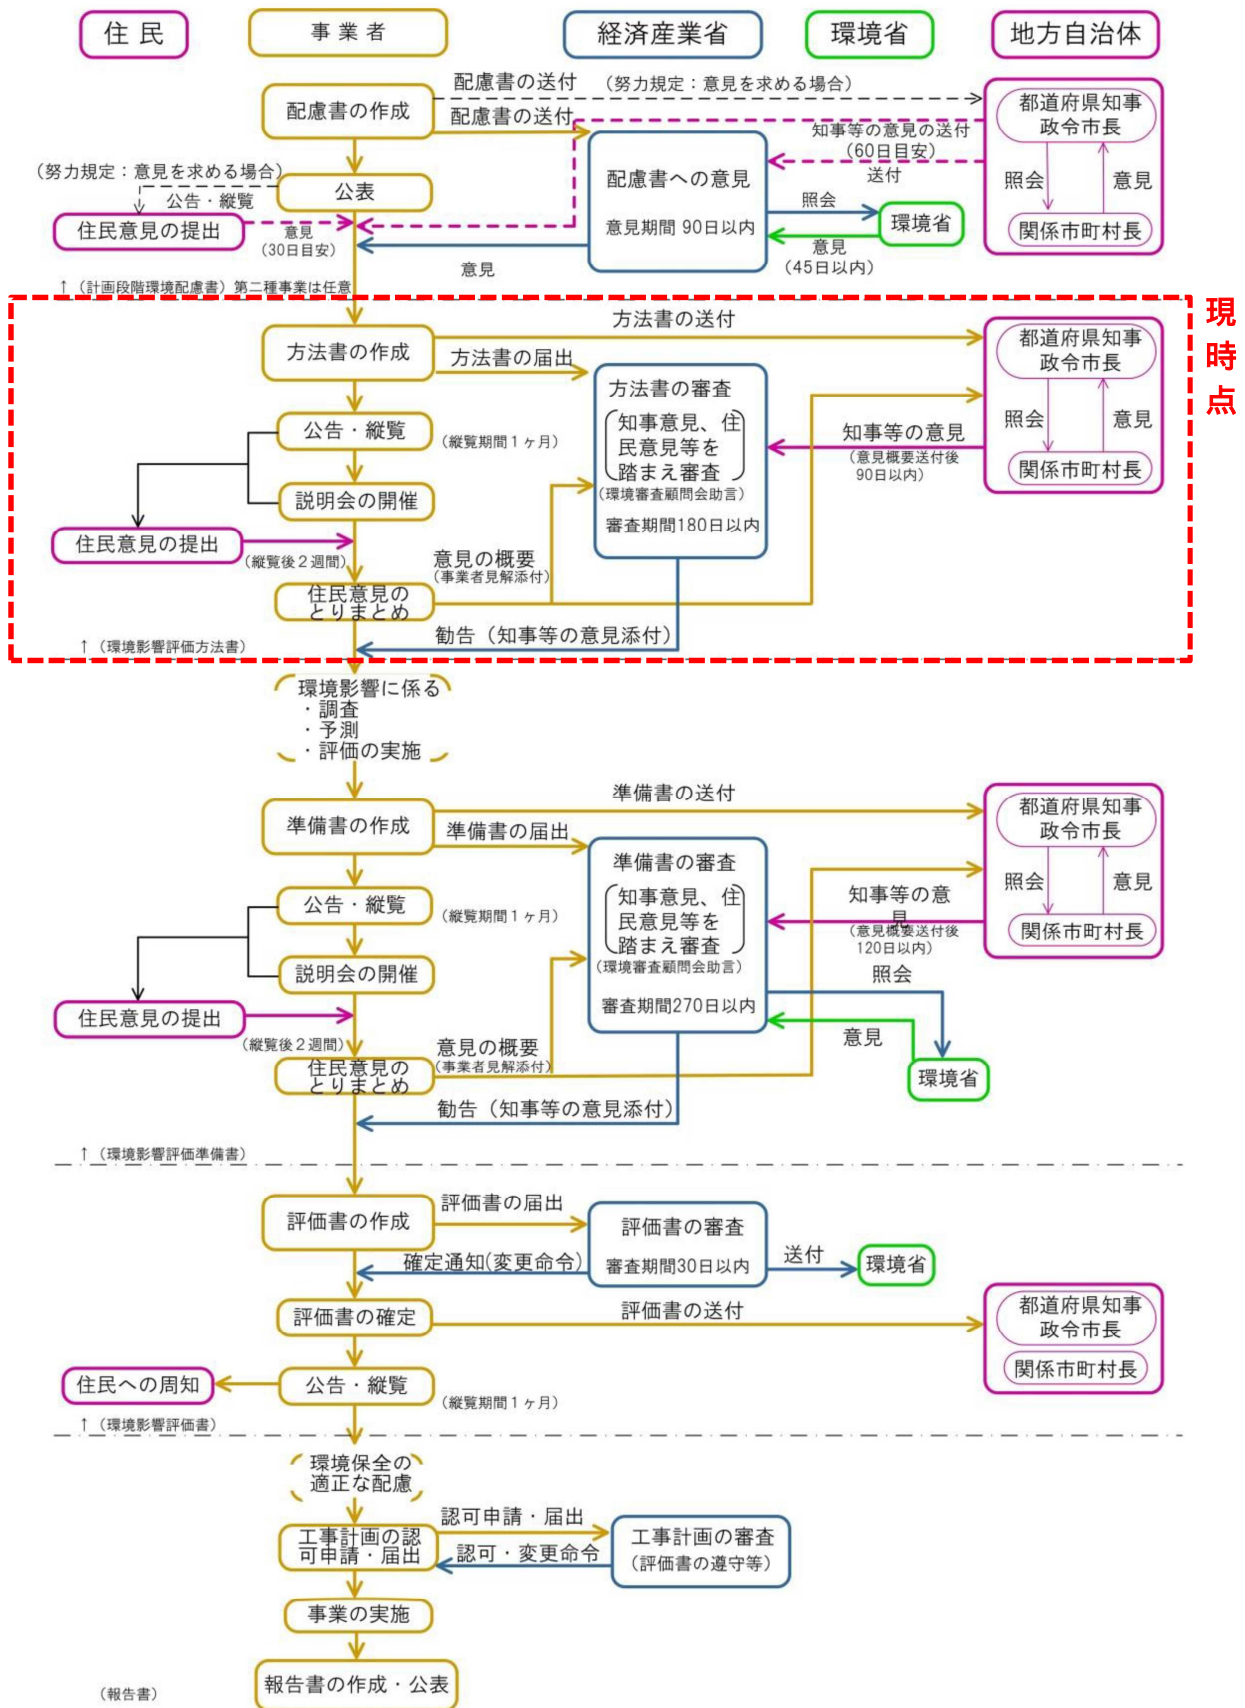 住民
事業者
経済産業省
環境省
地方自治体
配慮書の作成
配慮書の送付
（努力規定：意見を求める場合）
配慮書の送付
都道府県知事
政令市長
知事等の意見の送付
（60日目安）
送付
照会
意見
関係市町村長
配慮書への意見
意見期間 90日以内
照会
環境省
意見
（45日以内）
（努力規定：意見を求める場合）
公告・縦覧
公表
住民意見の提出
意見
（30日目安）
意見
↑（計画段階環境配慮書）第二種事業は任意
現時点
方法書の作成
方法書の送付
方法書の届出
都道府県知事
政令市長
照会
意見
関係市町村長
方法書の審査
知事意見、住
民意見等を
踏まえ審査
（環境審査顧問会助言）
審査期間180日以内
知事等の意見
（意見概要送付後
90日以内）
公告・縦覧
（縦覧期間１ヶ月）
説明会の開催
住民意見の提出
（縦覧後２週間）
意見の概要
（事業者見解添付）
住民意見の
とりまとめ
勧告（知事等の意見添付）
↑（環境影響評価方法書）
環境影響に係る
・調査
・予測
・評価の実施
準備書の作成
準備書の送付
準備書の届出
都道府県知事
政令市長
照会
意見
関係市町村長
準備書の審査
知事意見、住
民意見等を
踏まえ審査
（環境審査顧問会助言）
審査期間270日以内
知事等の意
見
（意見概要送付後
120日以内）
照会
意見
環境省
公告・縦覧
（縦覧期間１ヶ月）
説明会の開催
住民意見の提出
（縦覧後２週間）
意見の概要
（事業者見解添付）
住民意見の
とりまとめ
勧告（知事等の意見添付）
↑（環境影響評価準備書）
評価書の作成
評価書の届出
評価書の審査
審査期間30日以内
送付
環境省
確定通知(変更命令)
評価書の確定
評価書の送付
都道府県知事
政令市長
関係市町村長
住民への周知
公告・縦覧
（縦覧期間１ヶ月）
↑（環境影響評価書）
環境保全の
適正な配慮
工事計画の認
可申請・届出
認可申請・届出
認可・変更命令
工事計画の審査
（評価書の遵守等）
事業の実施
報告書の作成・公表
（報告書）